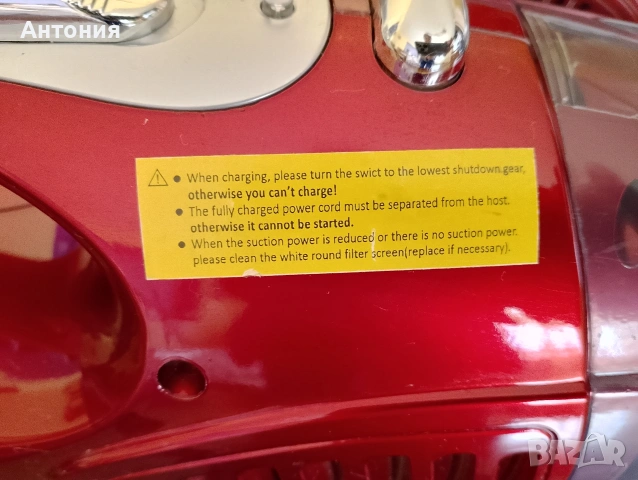 Антония
When charging, please turn the swict to the lowest shutdown gear,
otherwise you can't charge!
The fully charged power cord must be separated from the host.
otherwise it cannot be started.
When the suction power is reduced or there is no suction power.
please clean the white round filter screen(replace if necessary).
BAZAR